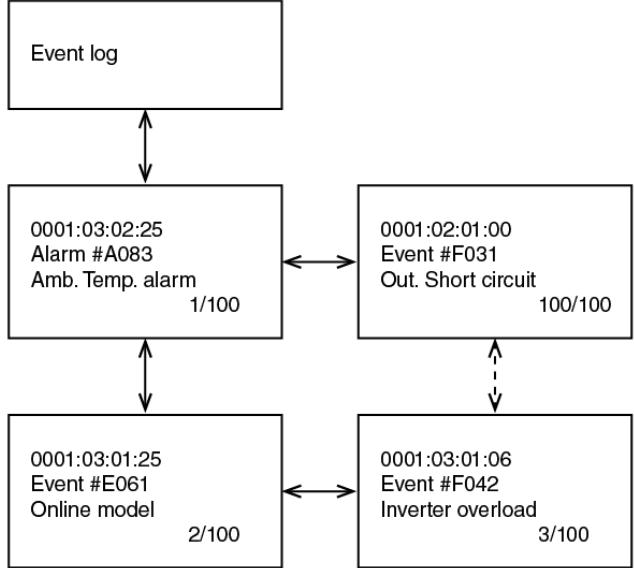 Event log
0001:03:02:25
Alarm #A083
Amb. Temp. alarm
1/100
0001:02:01:00
Event #F031
Out. Short circuit
100/100
0001:03:01:25
Event #E061
Online model
2/100
0001:03:01:06
Event #F042
Inverter overload
3/100